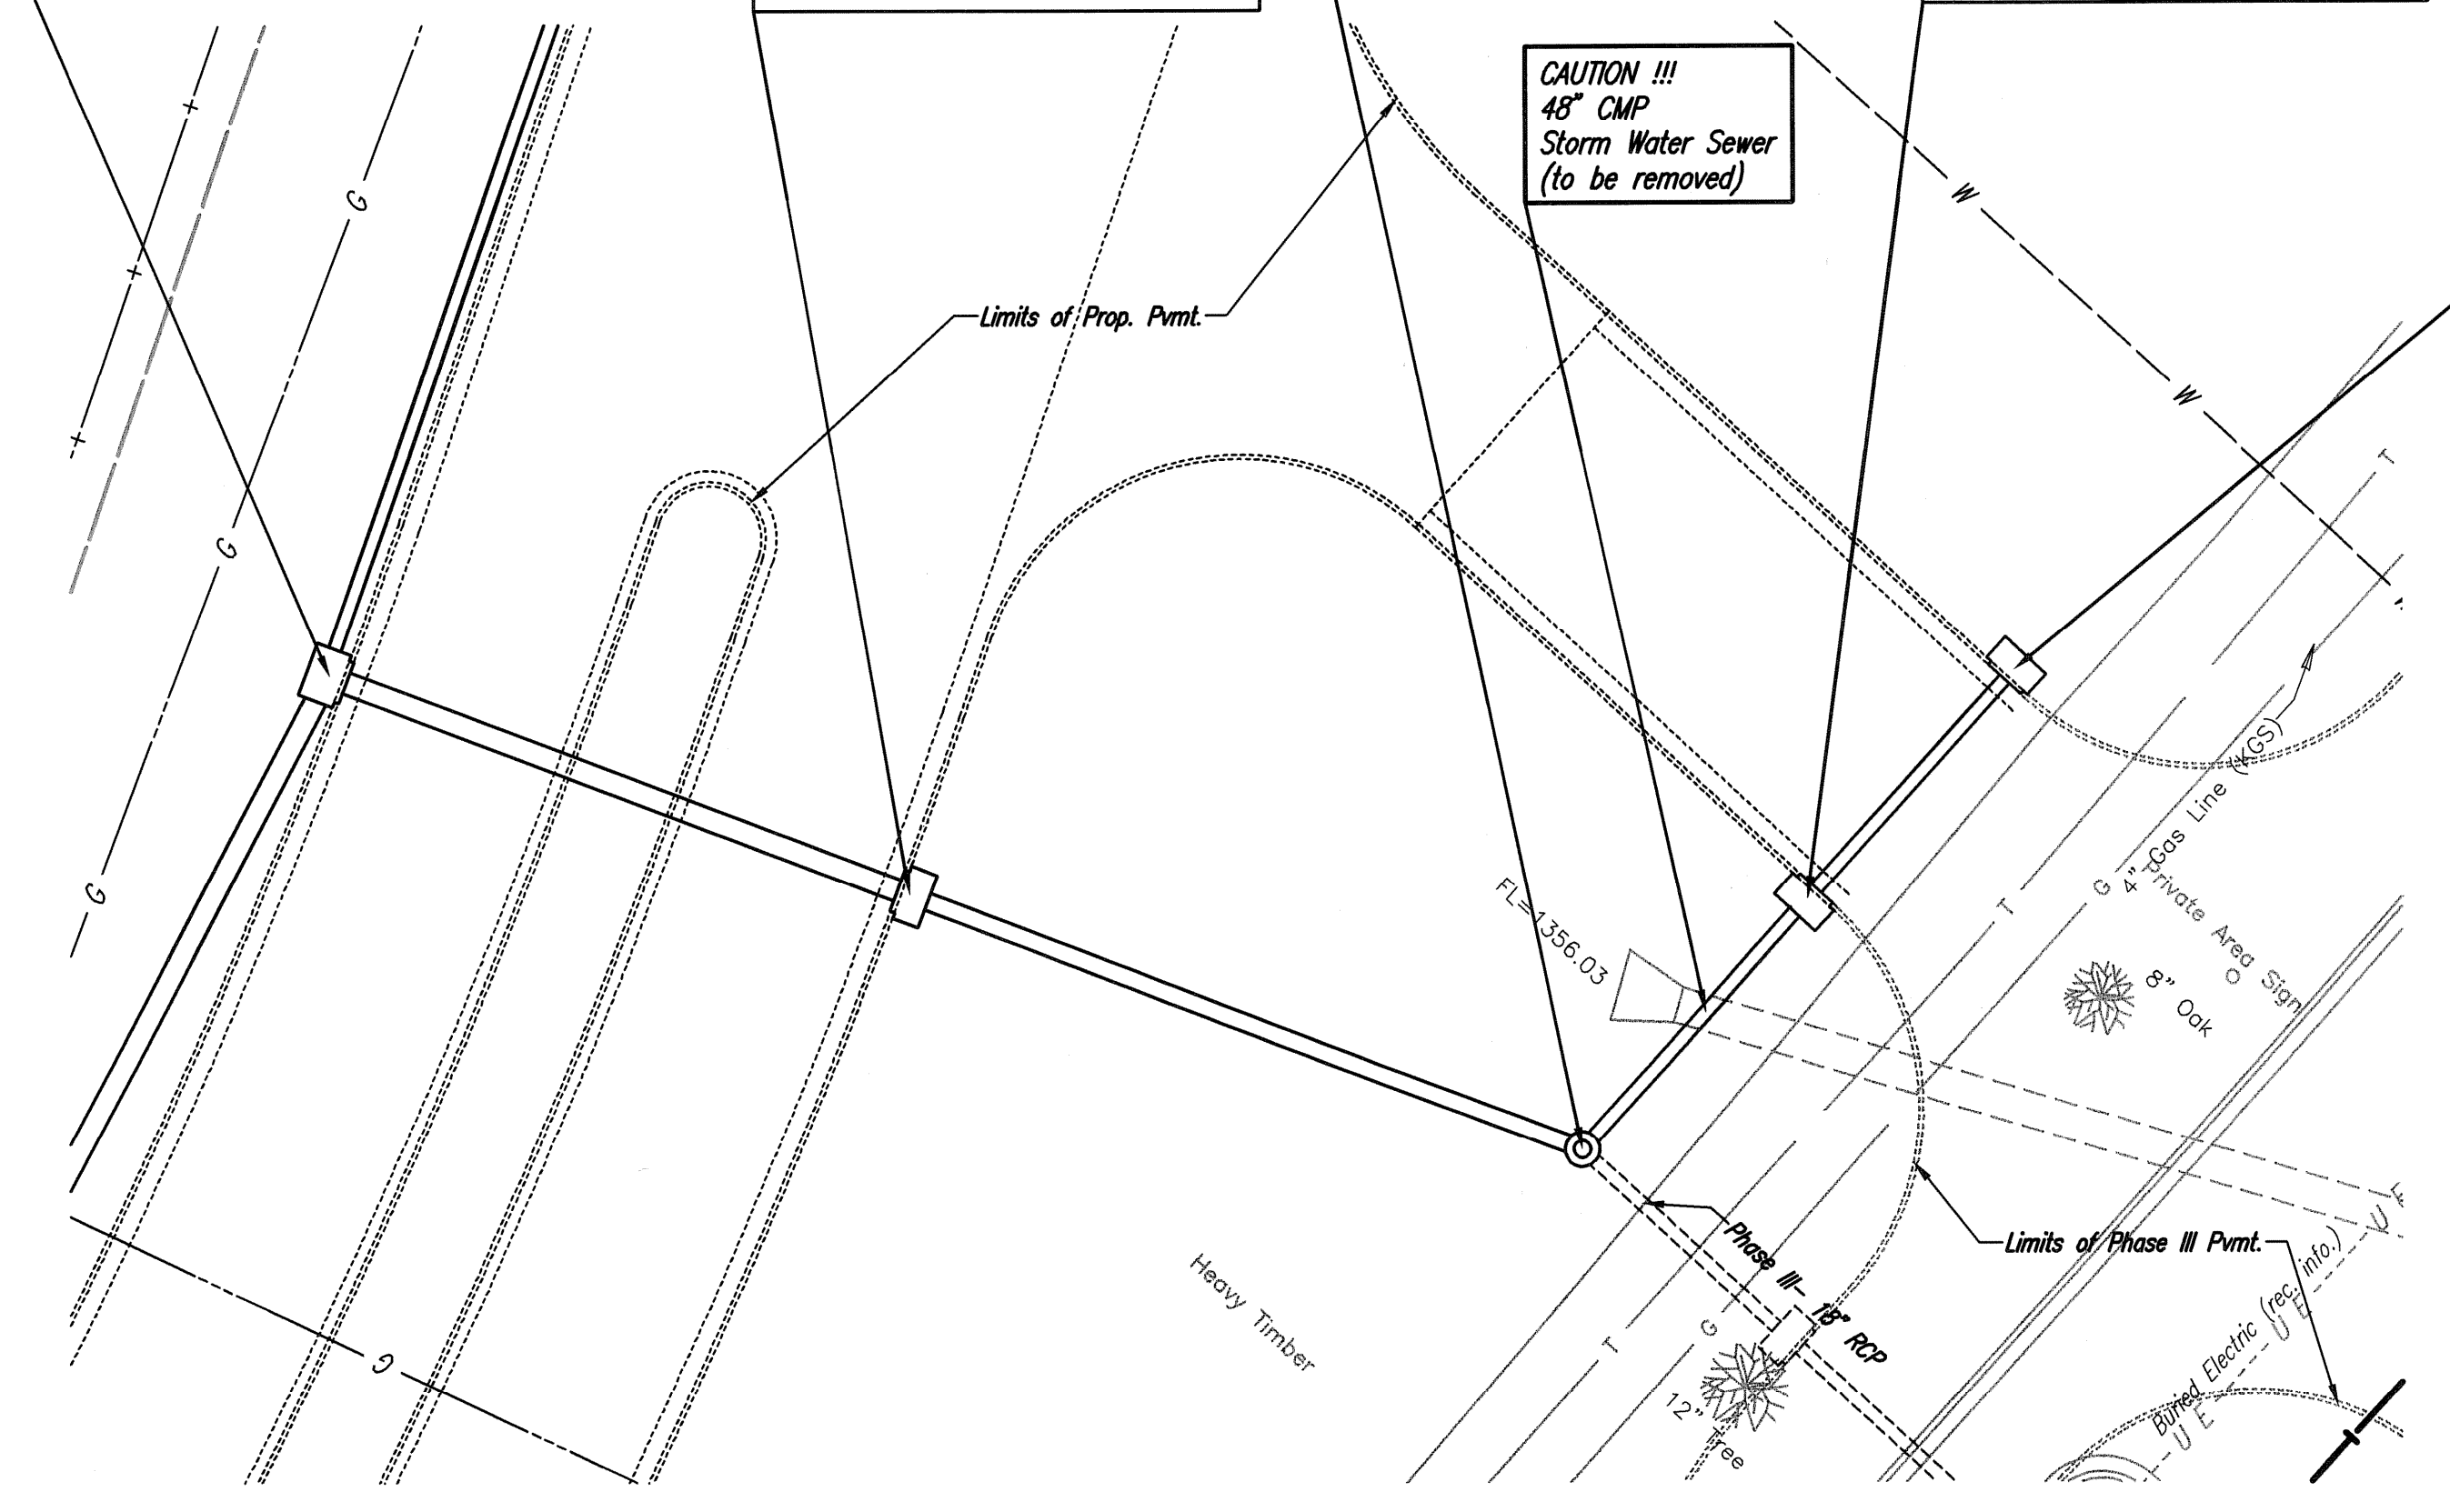 CAUTION !!!
48" CMP
Storm Water Sewer
(to be removed)
W
G
Limits of Prop. Pvmt.
W
T
G
4" Gas Line (KGS)
G
FL=1356.03
G
T
Private Area Sign
8" Oak
Phase III- 18" RCP
Limits of Phase III Pvmt.
Heavy Timber
Buried Electric (rec. info.)
U E
U E
U E
G
T
G
12" Tree